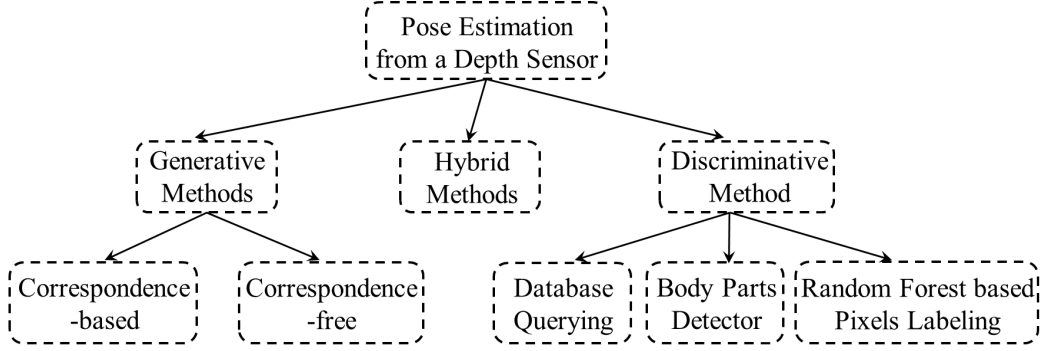 Pose Estimation
from a Depth Sensor
Generative
Methods
Hybrid
Methods
Discriminative
Method
Correspondence
-based
Correspondence
-free
Database
Querying
Body Parts
Detector
Random Forest based
Pixels Labeling